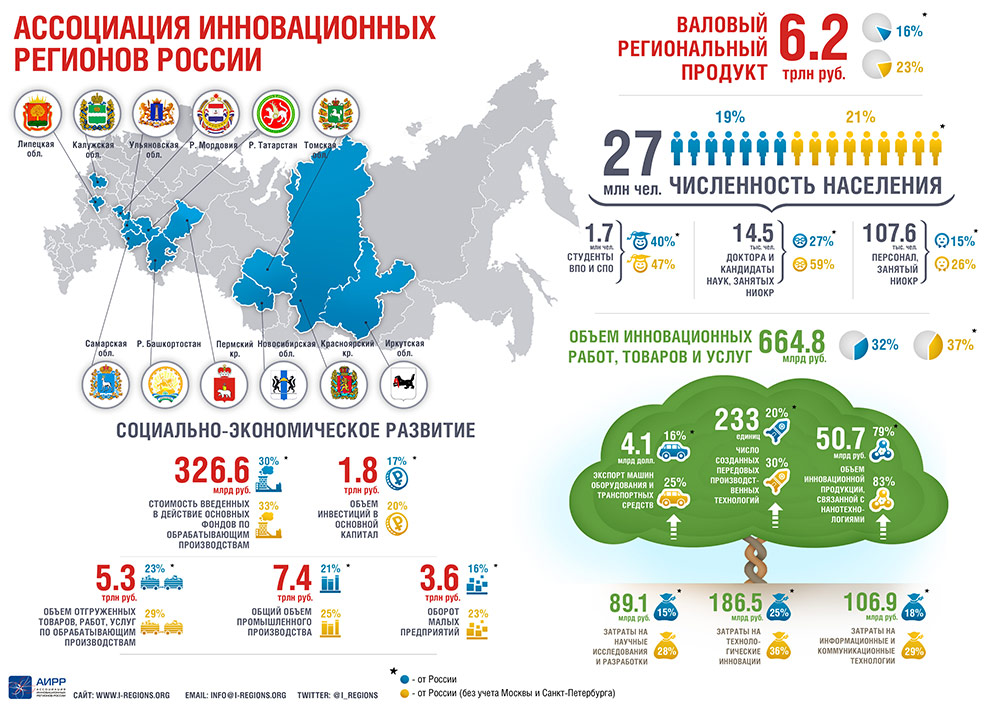 АССОЦИАЦИЯ ИННОВАЦИОННЫХ
РЕГИОНОВ РОССИИ
Липецкая
обл.
Калужская
обл.
Ульяновская
обл.
Р. Мордовия
Р. Татарстан
Томская
обл.
Самарская
обл.
Р. Башкортостан
Пермский
кр.
Новосибирская
обл.
Красноярский
кр.
Иркутская
обл.
ВАЛОВЫЙ
РЕГИОНАЛЬНЫЙ
ПРОДУКТ
6.2
трлн руб.
16%*
23%
27
млн чел.
19%
21%
*
ЧИСЛЕННОСТЬ НАСЕЛЕНИЯ
1.7
млн чел.
СТУДЕНТЫ
ВПО И СПО
40%*
47%
14.5
тыс. чел.
ДОКТОРА И
КАНДИДАТЫ
НАУК, ЗАНЯТЫХ
НИОКР
27%*
59%
107.6
тыс. чел.
ПЕРСОНАЛ,
ЗАНЯТЫЙ
НИОКР
15%*
26%
ОБЪЕМ ИННОВАЦИОННЫХ
РАБОТ, ТОВАРОВ И УСЛУГ
664.8
млрд руб.
32%
37%
*
4.1
млрд долл.
16%*
ЭКСПОРТ МАШИН
ОБОРУДОВАНИЯ И
ТРАНСПОРТНЫХ
СРЕДСТВ
25%
233
единиц
20%*
ЧИСЛО
СОЗДАННЫХ
ПЕРЕДОВЫХ
ПРОИЗВОДСТ-
ВЕННЫХ
ТЕХНОЛОГИЙ
30%
50.7
млрд руб.
79%*
ОБЪЕМ
ИННОВАЦИОННОЙ
ПРОДУКЦИИ,
СВЯЗАННОЙ С
НАНОТЕХНО-
ЛОГИЯМИ
83%
89.1
млрд руб.
15%*
ЗАТРАТЫ НА
НАУЧНЫЕ
ИССЛЕДОВАНИЯ
И РАЗРАБОТКИ
28%
186.5
млрд руб.
25%*
ЗАТРАТЫ НА
ТЕХНОЛО-
ГИЧЕСКИЕ
ИННОВАЦИИ
36%
106.9
млрд руб.
18%*
ЗАТРАТЫ НА
ИНФОРМАЦИОННЫЕ И
КОММУНИКАЦИОННЫЕ
ТЕХНОЛОГИИ
29%
СОЦИАЛЬНО-ЭКОНОМИЧЕСКОЕ РАЗВИТИЕ
326.6
млрд руб.
30%*
СТОИМОСТЬ ВВЕДЕННЫХ
В ДЕЙСТВИЕ ОСНОВНЫХ
ФОНДОВ ПО
ОБРАБАТЫВАЮЩИМ
ПРОИЗВОДСТВАМ
33%
1.8
трлн руб.
17%*
ОБЪЕМ
ИНВЕСТИЦИЙ В
ОСНОВНОЙ
КАПИТАЛ
20%
5.3
трлн руб.
23%*
ОБЪЕМ ОТГРУЖЕННЫХ
ТОВАРОВ, РАБОТ, УСЛУГ
ПО ОБРАБАТЫВАЮЩИМ
ПРОИЗВОДСТВАМ
29%
7.4
трлн руб.
21%*
ОБЩИЙ ОБЪЕМ
ПРОМЫШЛЕННОГО
ПРОИЗВОДСТВА
25%
3.6
трлн руб.
16%*
ОБОРОТ
МАЛЫХ
ПРЕДПРИЯТИЙ
23%
АИРР
АССОЦИАЦИЯ
ИННОВАЦИОННЫХ
РЕГИОНОВ РОССИИ
САЙТ: WWW.I-REGIONS.ORG
EMAIL: INFO@I-REGIONS.ORG
TWITTER: @I_REGIONS
*
- от России
- от России (без учета Москвы и Санкт-Петербурга)